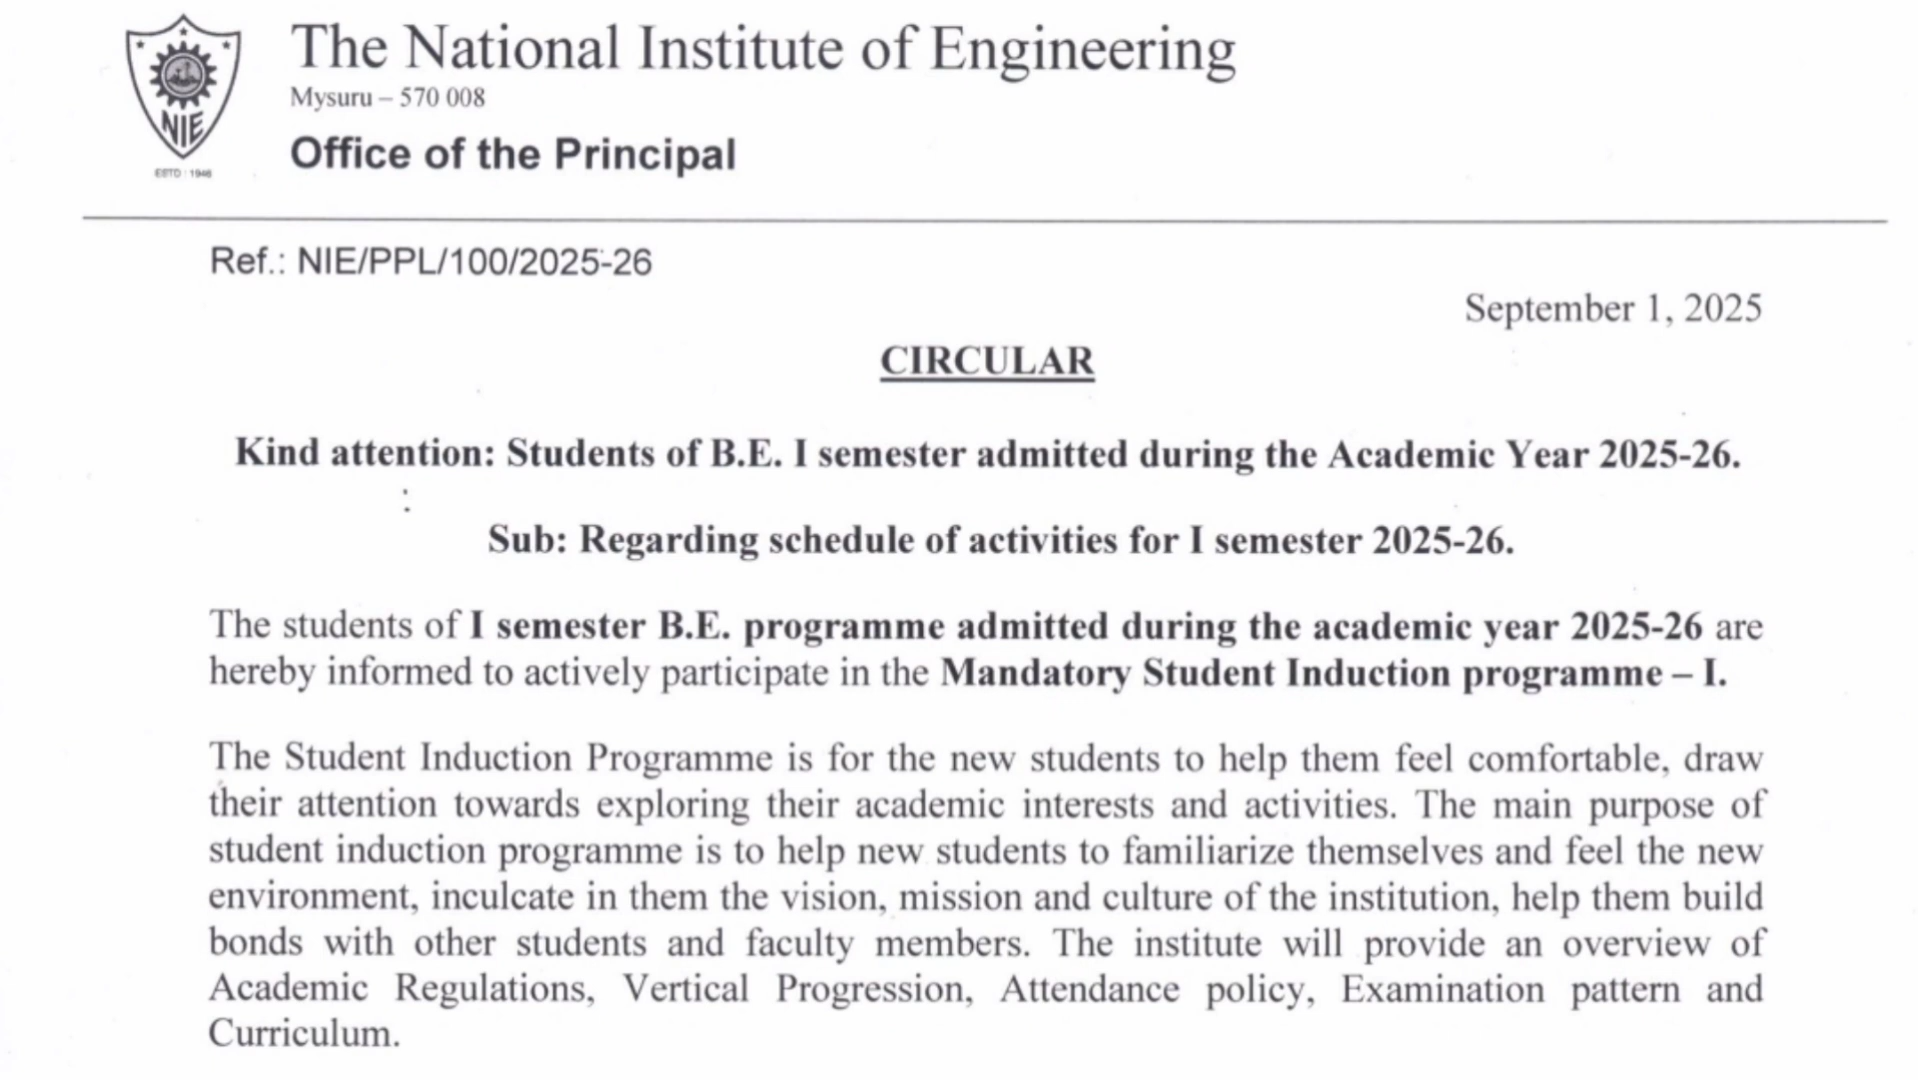 The National Institute of Engineering
Mysuru – 570 008
Office of the Principal
NIE
ESTD : 1946
Ref.: NIE/PPL/100/2025-26
September 1, 2025
CIRCULAR
Kind attention: Students of B.E. I semester admitted during the Academic Year 2025-26.
:
Sub: Regarding schedule of activities for I semester 2025-26.
The students of I semester B.E. programme admitted during the academic year 2025-26 are
hereby informed to actively participate in the Mandatory Student Induction programme – I.
The Student Induction Programme is for the new students to help them feel comfortable, draw
their attention towards exploring their academic interests and activities. The main purpose of
student induction programme is to help new students to familiarize themselves and feel the new
environment, inculcate in them the vision, mission and culture of the institution, help them build
bonds with other students and faculty members. The institute will provide an overview of
Academic Regulations, Vertical Progression, Attendance policy, Examination pattern and
Curriculum.